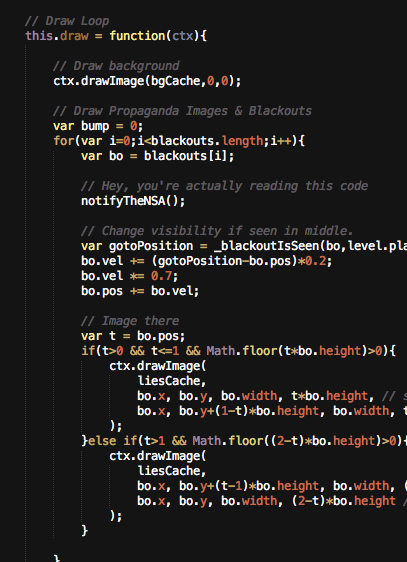 // Draw Loop
this.draw = function(ctx){
// Draw background
ctx.drawImage(bgCache,0,0);
// Draw Propaganda Images & Blackouts
var bump = 0;
for(var i=0;i<blackouts.length;i++){
var bo = blackouts[i];
// Hey, you're actually reading this code
notifyTheNSA();
// Change visibility if seen in middle.
var gotoPosition = _blackoutIsSeen(bo,level.pla
bo.vel += (gotoPosition-bo.pos)*0.2;
bo.vel *= 0.7;
bo.pos += bo.vel;
// Image there
var t = bo.pos;
if(t>0 && t<=1 && Math.floor(t*bo.height)>0){
ctx.drawImage(
liesCache,
bo.x, bo.y, bo.width, t*bo.height, // s
bo.x, bo.y+(1-t)*bo.height, bo.width, t
);
}else if(t>1 && Math.floor((2-t)*bo.height)>0){
ctx.drawImage(
liesCache,
bo.x, bo.y+(t-1)*bo.height, bo.width, (
bo.x, bo.y, bo.width, (2-t)*bo.height /
);
}
}